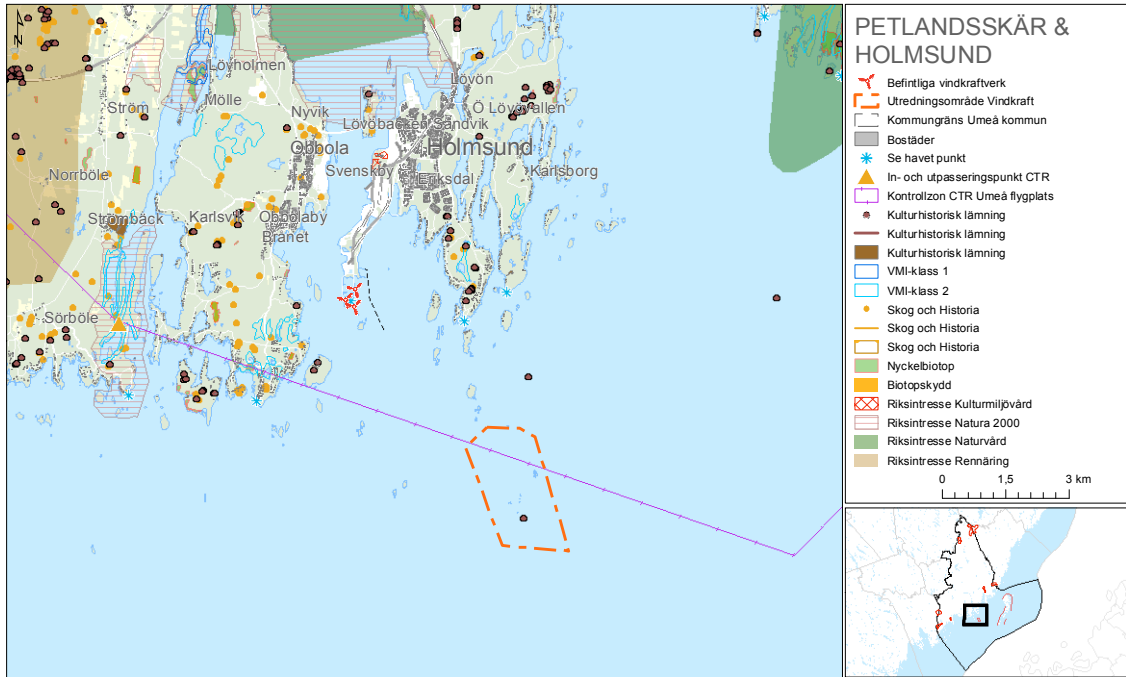 PETLANDSSKÄR &
HOLMSUND
Befintliga vindkraftverk
Utredningsområde Vindkraft
Kommungräns Umeå kommun
Bostäder
Se havet punkt
In- och utpasseringspunkt CTR
Kontrollzon CTR Umeå flygplats
Kulturhistorisk lämning
Kulturhistorisk lämning
Kulturhistorisk lämning
VMI-klass 1
VMI-klass 2
Skog och Historia
Skog och Historia
Skog och Historia
Nyckelbiotop
Biotopskydd
Riksintresse Kulturmiljövård
Riksintresse Natura 2000
Riksintresse Naturvård
Riksintresse Rennäring
0 1,5 3 km
N
Lövholmen
Lövön
Mölle
Ström
Nyvik
Ö Lövövallen
Lövöbacken
Sandvik
Obbola
Holmsund
Svenskby
Norrböle
Eriksdal
Karlsborg
Strömbäck
Karlsvik
Obbolaby
Bränet
Sörböle